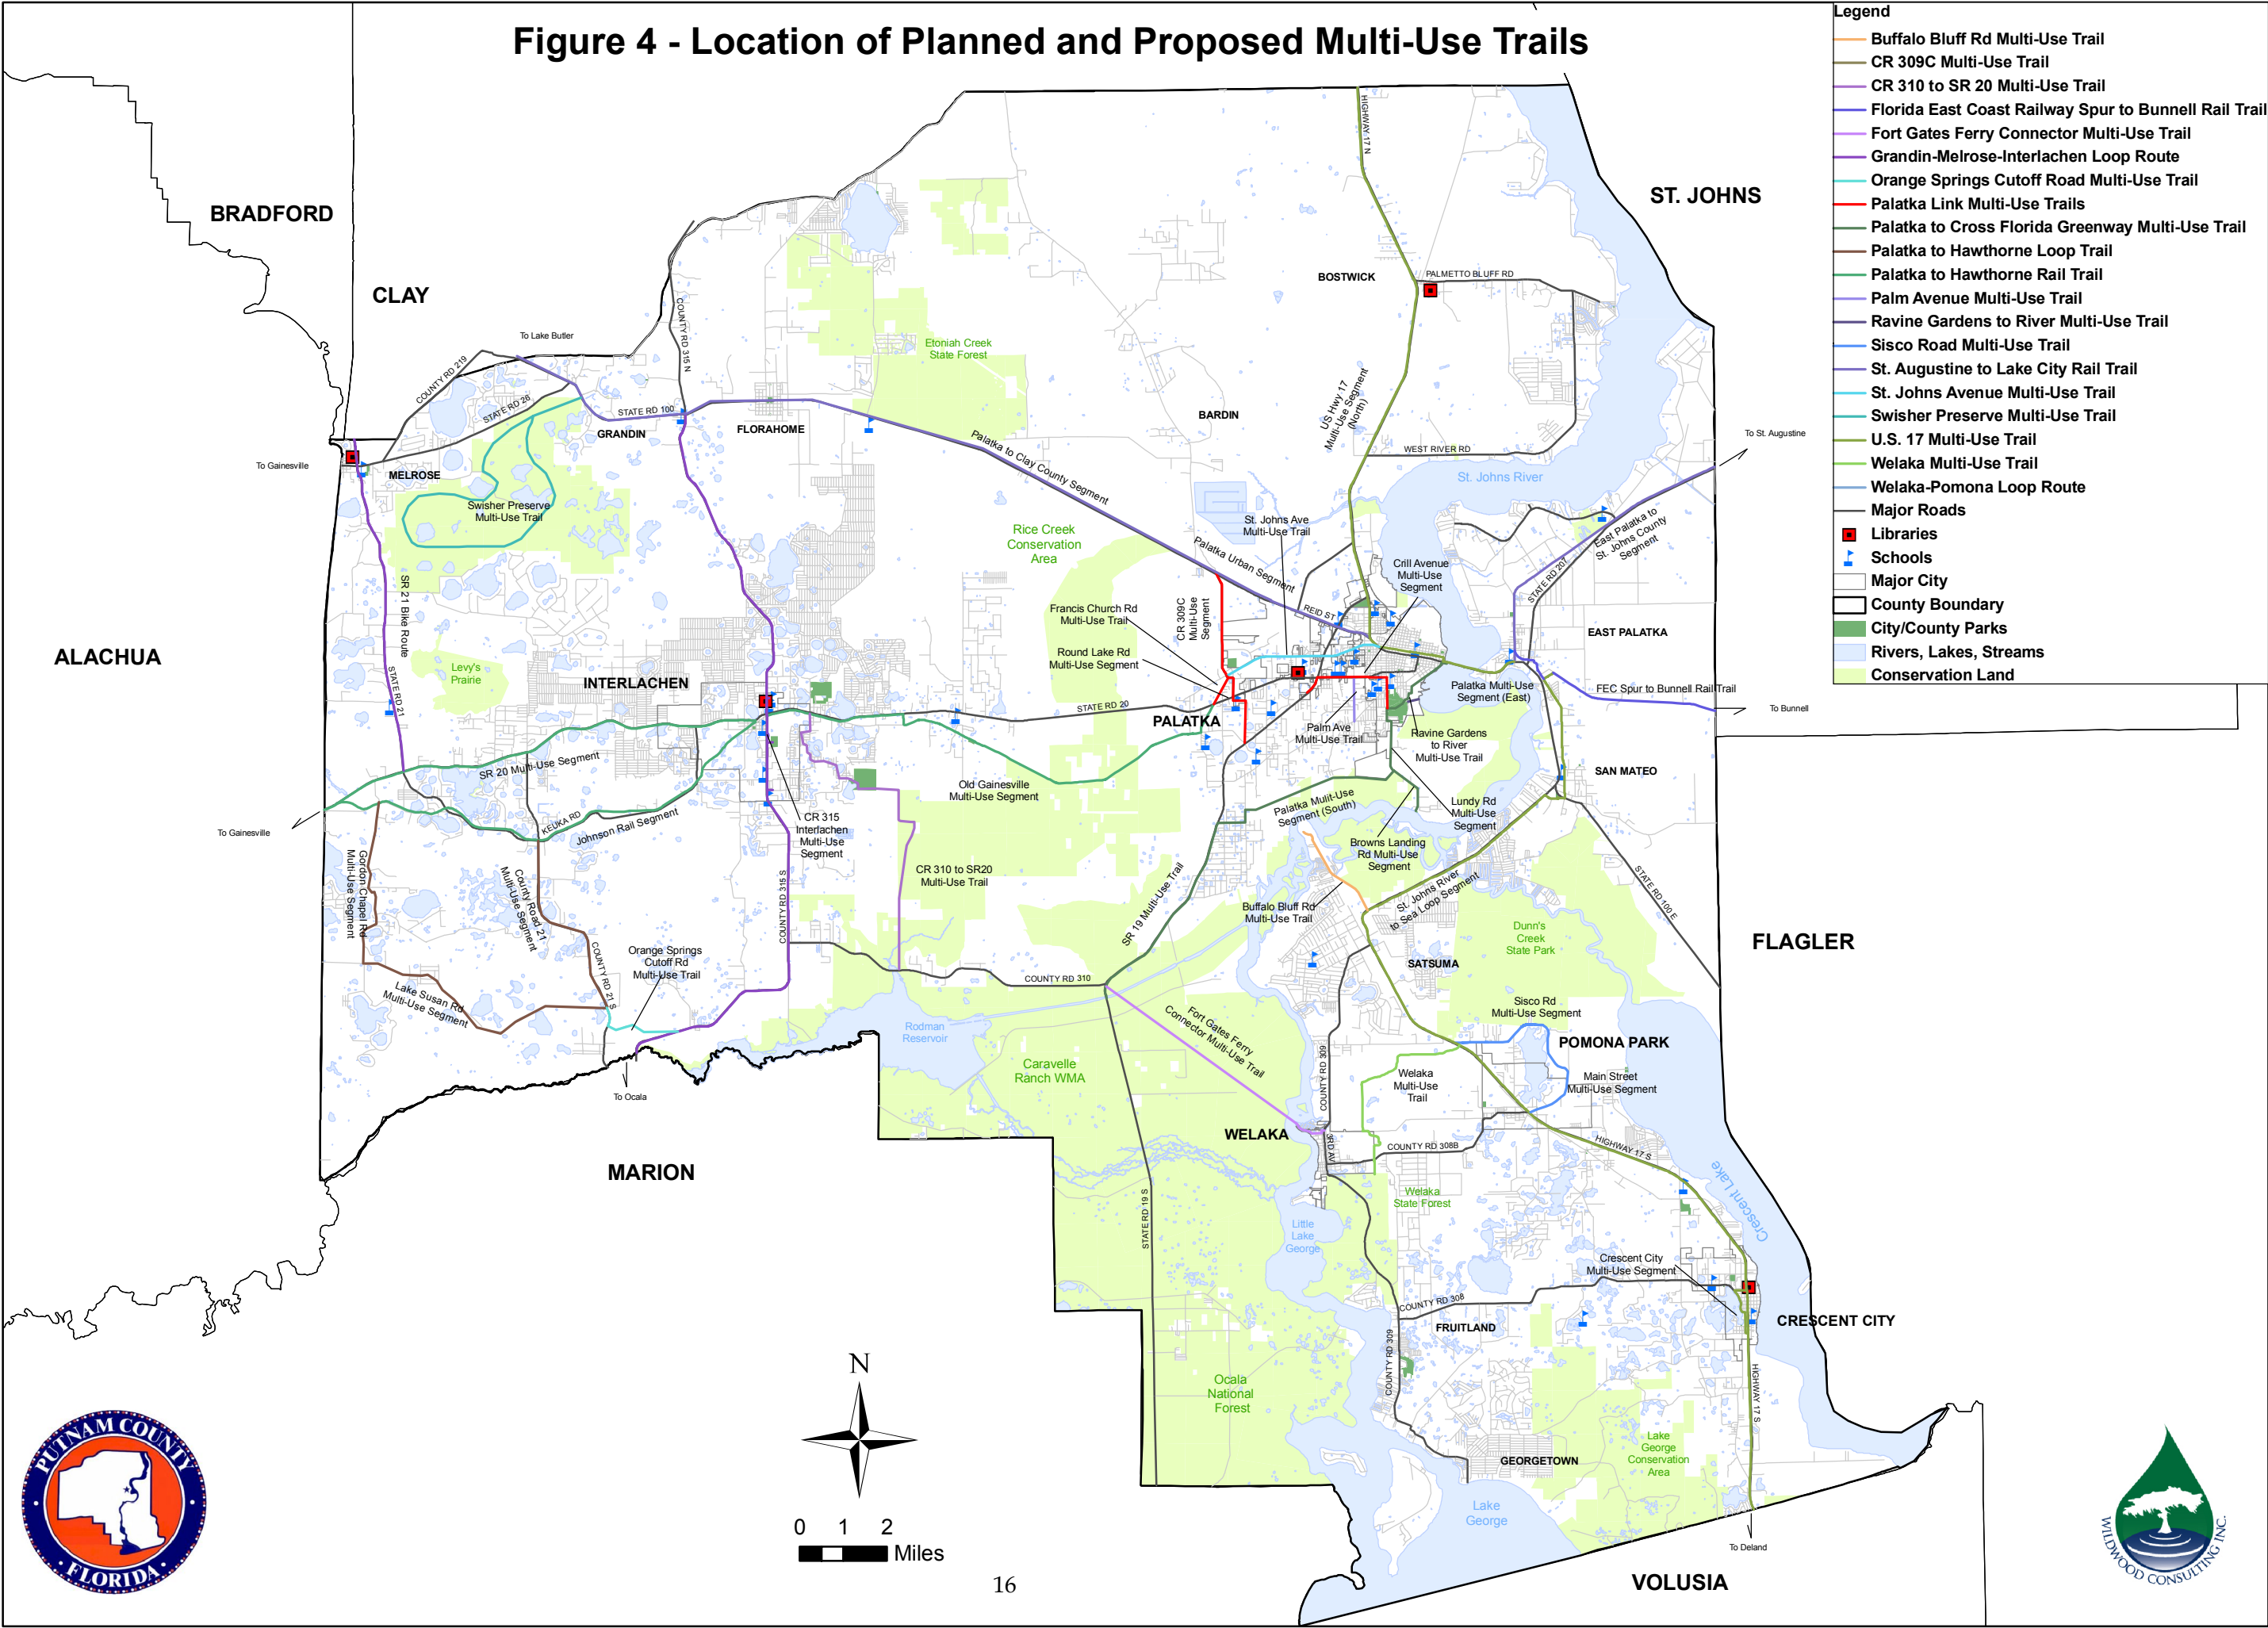 Figure 4 - Location of Planned and Proposed Multi-Use Trails
Legend
Buffalo Bluff Rd Multi-Use Trail
CR 309C Multi-Use Trail
CR 310 to SR 20 Multi-Use Trail
Florida East Coast Railway Spur to Bunnell Rail Trail
Fort Gates Ferry Connector Multi-Use Trail
Grandin-Melrose-Interlachen Loop Route
Orange Springs Cutoff Road Multi-Use Trail
Palatka Link Multi-Use Trails
Palatka to Cross Florida Greenway Multi-Use Trail
Palatka to Hawthorne Loop Trail
Palatka to Hawthorne Rail Trail
Palm Avenue Multi-Use Trail
Ravine Gardens to River Multi-Use Trail
Sisco Road Multi-Use Trail
St. Augustine to Lake City Rail Trail
St. Johns Avenue Multi-Use Trail
Swisher Preserve Multi-Use Trail
U.S. 17 Multi-Use Trail
Welaka Multi-Use Trail
Welaka-Pomona Loop Route
Major Roads
Libraries
Schools
Major City
County Boundary
City/County Parks
Rivers, Lakes, Streams
Conservation Land
BRADFORD
CLAY
ST. JOHNS
ALACHUA
MARION
FLAGLER
VOLUSIA
HIGHWAY 17 N
BOSTWICK
PALMETTO BLUFF RD
To Lake Butler
COUNTY RD 219
STATE RD 26
COUNTY RD 315 N
STATE RD 100
GRANDIN
FLORAHOME
Etoniah Creek
State Forest
BARDIN
US Hwy 17
Multi-Use Segment
(North)
WEST RIVER RD
St. Johns River
To St. Augustine
To Gainesville
MELROSE
Swisher Preserve
Multi-Use Trail
Palatka to Clay County Segment
Rice Creek
Conservation
Area
St. Johns Ave
Multi-Use Trail
Palatka Urban Segment
REID ST
Crill Avenue
Multi-Use
Segment
East Palatka to
St. Johns County
Segment
STATE RD 207
EAST PALATKA
SR 21 Bike Route
STATE RD 21
Levy's
Prairie
INTERLACHEN
Francis Church Rd
Multi-Use Trail
CR 309C
Multi-Use
Segment
Round Lake Rd
Multi-Use Segment
STATE RD 20
PALATKA
Palm Ave
Multi-Use Trail
Palatka Multi-Use
Segment (East)
Ravine Gardens
to River
Multi-Use Trail
FEC Spur to Bunnell Rail Trail
To Bunnell
SAN MATEO
SR 20 Multi-Use Segment
Old Gainesville
Multi-Use Segment
To Gainesville
KEUKA RD
Johnson Rail Segment
CR 315
Interlachen
Multi-Use
Segment
Palatka Mulit-Use
Segment (South)
Lundy Rd
Multi-Use
Segment
Browns Landing
Rd Multi-Use
Segment
Gordon Chapel Rd
Multi-Use Segment
County Road 21
Multi-Use Segment
CR 310 to SR20
Multi-Use Trail
SR 19 Multi-Use Trail
Buffalo Bluff Rd
Multi-Use Trail
St. Johns River
to Sea Loop Segment
STATE RD 100 E
COUNTY RD 315 S
Dunn's
Creek
State Park
SATSUMA
Orange Springs
Cutoff Rd
Multi-Use Trail
COUNTY RD 21 S
Lake Susan Rd
Multi-Use Segment
COUNTY RD 310
Rodman
Reservoir
Fort Gates Ferry
Connector Multi-Use Trail
Sisco Rd
Multi-Use Segment
POMONA PARK
Caravelle
Ranch WMA
COUNTY RD 309
Welaka
Multi-Use
Trail
Main Street
Multi-Use Segment
To Ocala
WELAKA
3RD AV
COUNTY RD 308B
HIGHWAY 17 S
Crescent Lake
Welaka
State Forest
STATE RD 19 S
Little
Lake
George
Crescent City
Multi-Use Segment
COUNTY RD 308
FRUITLAND
CRESCENT CITY
COUNTY RD 309
Ocala
National
Forest
HIGHWAY 17 S
Lake
George
Conservation
Area
GEORGETOWN
Lake
George
To Deland
N
0 1 2
Miles
16
PUTNAM COUNTY
FLORIDA
WILDWOOD CONSULTING INC.